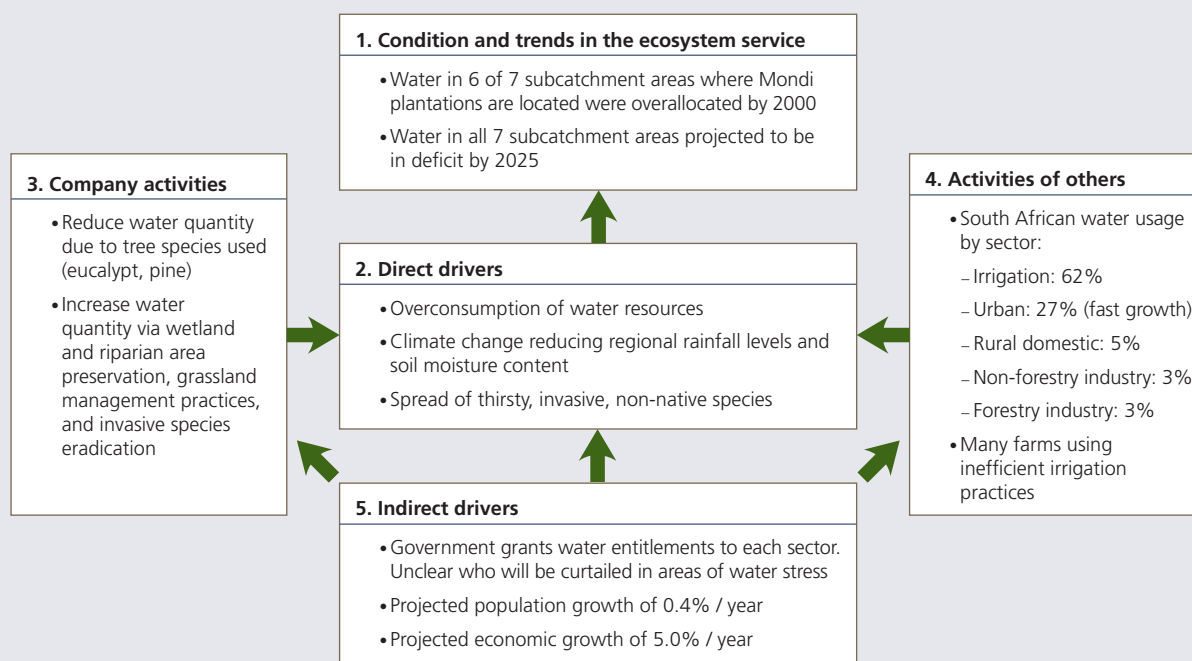 1. Condition and trends in the ecosystem service
• Water in 6 of 7 subcatchment areas where Mondi
plantations are located were overallocated by 2000
• Water in all 7 subcatchment areas projected to be
in deficit by 2025
2. Direct drivers
• Overconsumption of water resources
• Climate change reducing regional rainfall levels and
soil moisture content
• Spread of thirsty, invasive, non-native species
3. Company activities
• Reduce water quantity
due to tree species used
(eucalypt, pine)
• Increase water
quantity via wetland
and riparian area
preservation, grassland
management practices,
and invasive species
eradication
4. Activities of others
• South African water usage
by sector:
– Irrigation: 62%
– Urban: 27% (fast growth)
– Rural domestic: 5%
– Non-forestry industry: 3%
– Forestry industry: 3%
• Many farms using
inefficient irrigation
practices
5. Indirect drivers
• Government grants water entitlements to each sector.
Unclear who will be curtailed in areas of water stress
• Projected population growth of 0.4% / year
• Projected economic growth of 5.0% / year